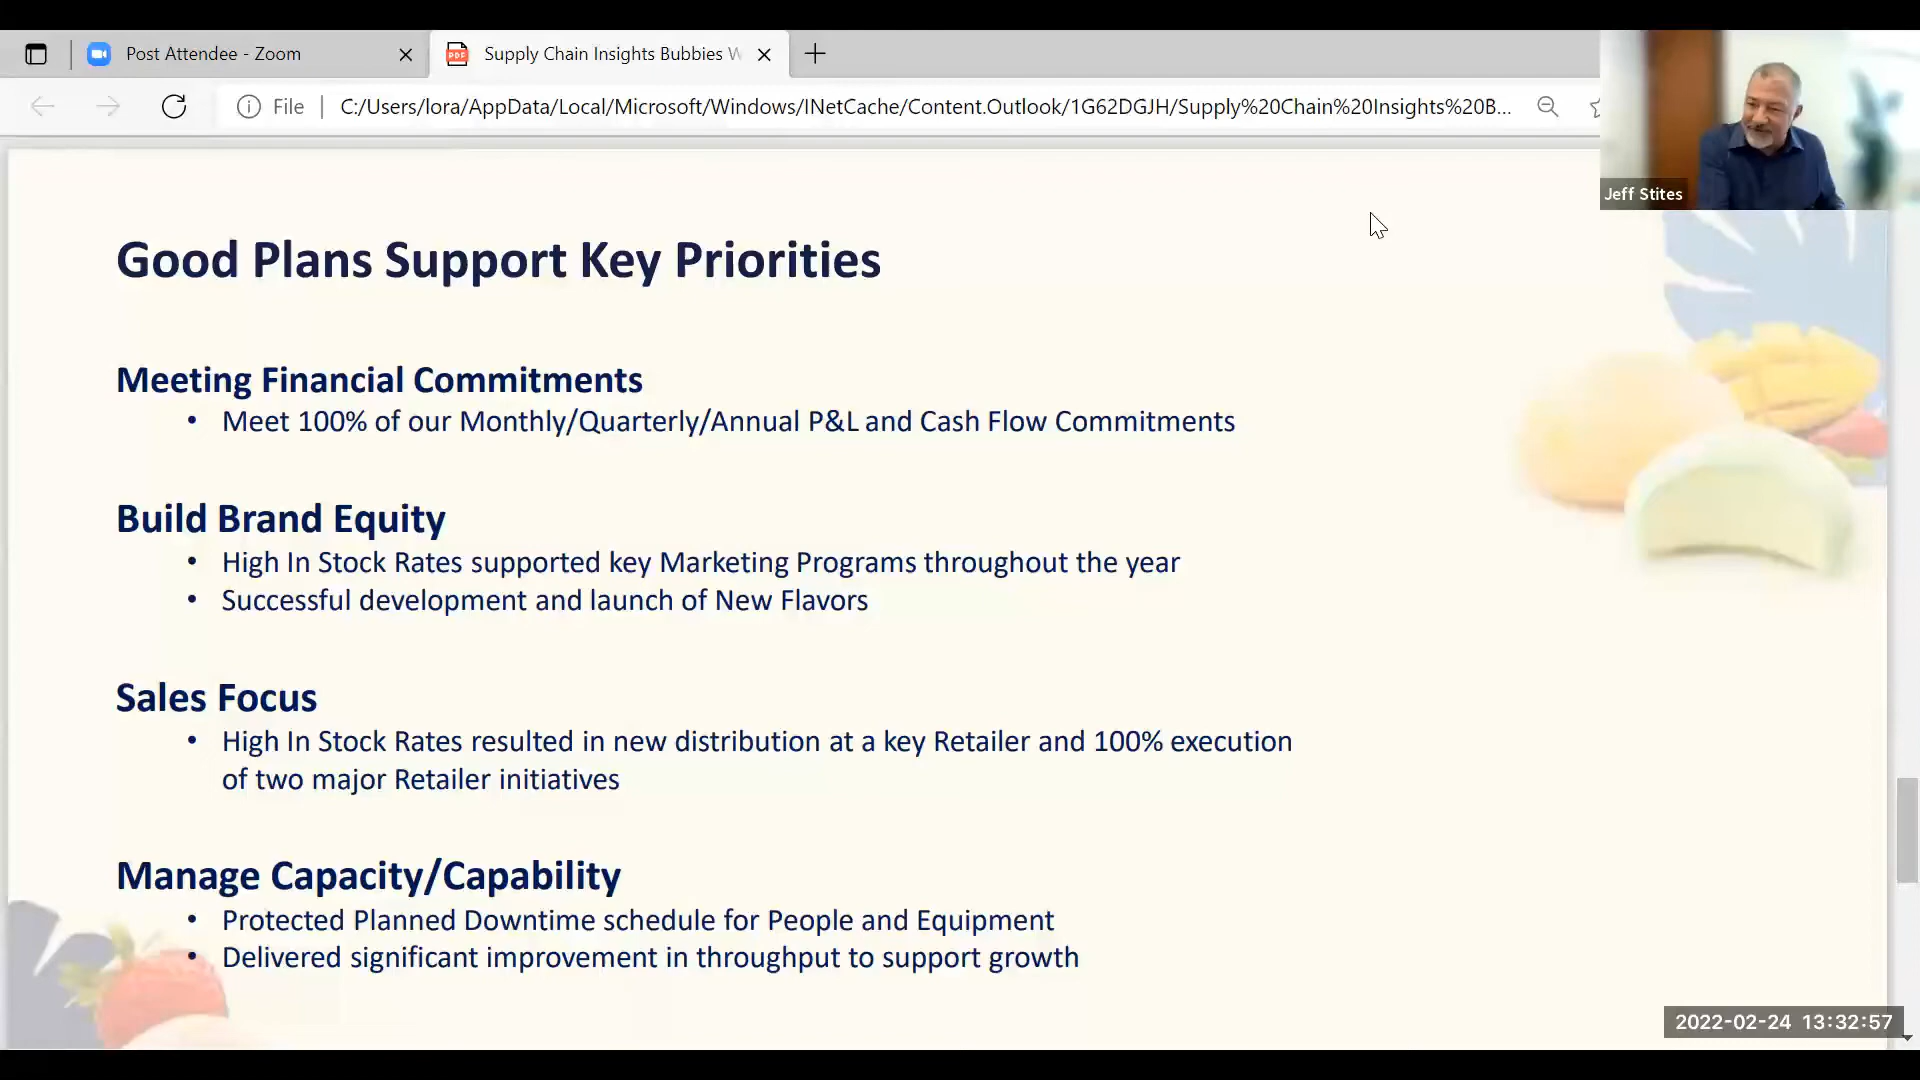 Post Attendee - Zoom
PDF
Supply Chain Insights Bubbies W
File
C:/Users/lora/AppData/Local/Microsoft/Windows/INetCache/Content.Outlook/1G62DGJH/Supply%20Chain%20Insights%20B...
Jeff Stites
Good Plans Support Key Priorities
Meeting Financial Commitments
• Meet 100% of our Monthly/Quarterly/Annual P&L and Cash Flow Commitments
Build Brand Equity
• High In Stock Rates supported key Marketing Programs throughout the year
• Successful development and launch of New Flavors
Sales Focus
• High In Stock Rates resulted in new distribution at a key Retailer and 100% execution
of two major Retailer initiatives
Manage Capacity/Capability
• Protected Planned Downtime schedule for People and Equipment
• Delivered significant improvement in throughput to support growth
2022-02-24 13:32:57